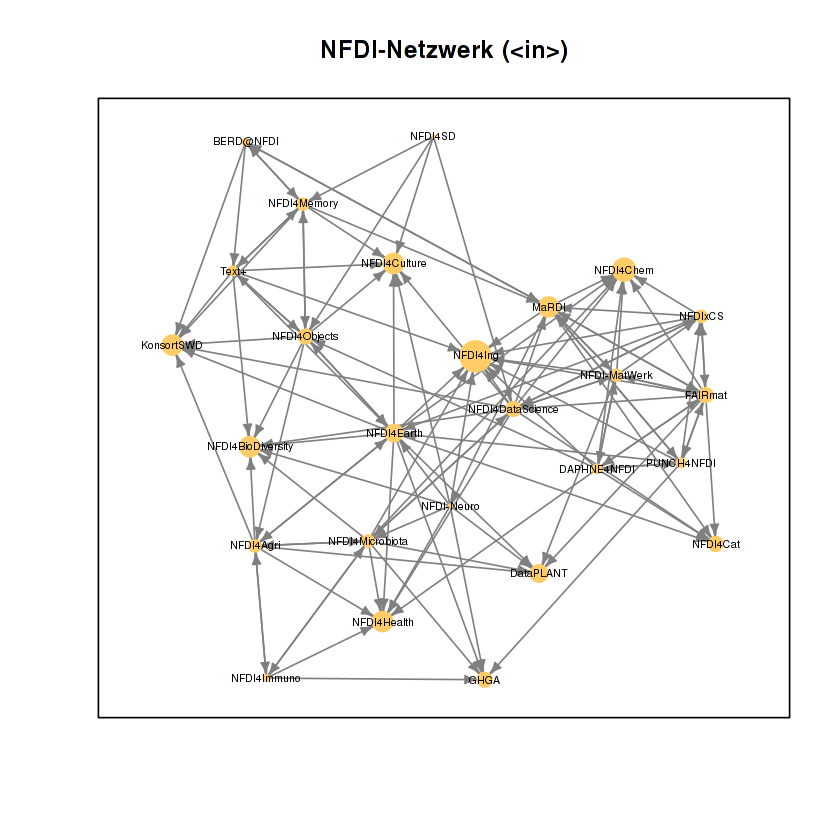 NFDI-Netzwerk (<in>)
BERD@NFDI
NFDI4SD
NFDI4Memory
Text+
NFDI4Culture
NFDI4Chem
MaRDI
NFDIxCS
NFDI4Objects
KonsortSWD
NFDI4Ing
NFDI-MatWerk
FAIRmat
NFDI4DataScience
NFDI4Earth
NFDI4BioDiversity
DAPHNE4NFDI
PUNCH4NFDI
NFDI-Neuro
NFDI4Agri
NFDI4Microbiota
NFDI4Cat
DataPLANT
NFDI4Health
NFDI4Immuno
GHGA